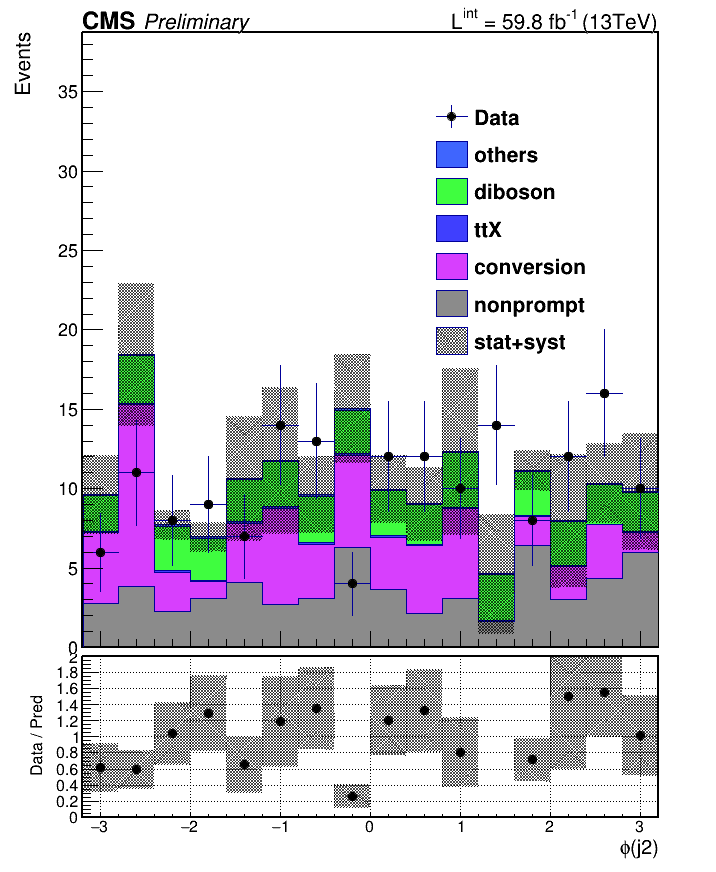 CMS Preliminary L^int = 59.8 fb^-1 (13TeV)
Events
35
30
25
20
15
10
5
0
Data
others
diboson
ttX
conversion
nonprompt
stat+syst
Data / Pred
2
1.8
1.6
1.4
1.2
1
0.8
0.6
0.4
0.2
0
−3 −2 −1 0 1 2 3
ϕ(j2)